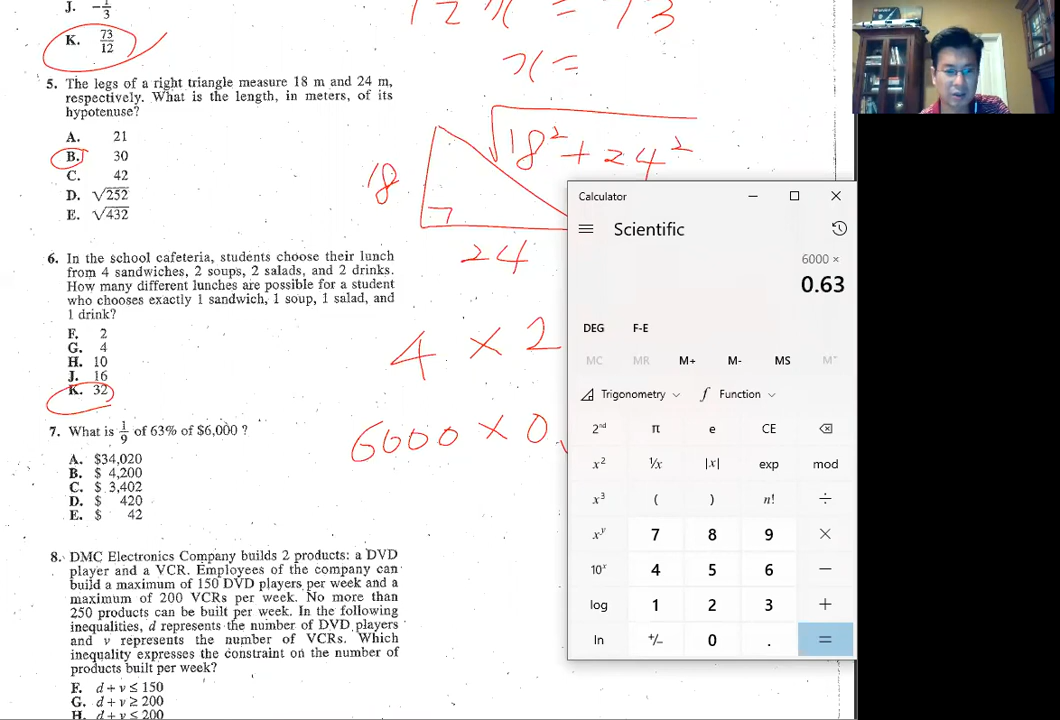 J. -1/3
K. 73/12
12x = 73
x =
5. The legs of a right triangle measure 18 m and 24 m,
respectively. What is the length, in meters, of its
hypotenuse?
A. 21
B. 30
C. 42
D. √252
E. √432
√18² + 24²
18
24
6. In the school cafeteria, students choose their lunch
from 4 sandwiches, 2 soups, 2 salads, and 2 drinks.
How many different lunches are possible for a student
who chooses exactly 1 sandwich, 1 soup, 1 salad, and
1 drink?
F. 2
G. 4
H. 10
J. 16
K. 32
4 × 2
7. What is 1/9 of 63% of $6,000 ?
A. $34,020
B. $ 4,200
C. $ 3,402
D. $ 420
E. $ 42
6000 × 0.
8. DMC Electronics Company builds 2 products: a DVD
player and a VCR. Employees of the company can
build a maximum of 150 DVD players per week and a
maximum of 200 VCRs per week. No more than
250 products can be built per week. In the following
inequalities, d represents the number of DVD players
and v represents the number of VCRs. Which
inequality expresses the constraint on the number of
products built per week?
F. d + v ≤ 150
G. d + v ≥ 200
H. d + v ≤ 200
Calculator
Scientific
6000 ×
0.63
DEG F-E
MC MR M+ M- MS M˅
Trigonometry f Function
2ⁿᵈ π e CE
x² ¹/x |x| exp mod
x³ ( ) n! ÷
xʸ 7 8 9 ×
10ˣ 4 5 6 −
log 1 2 3 +
ln +/− 0 . =